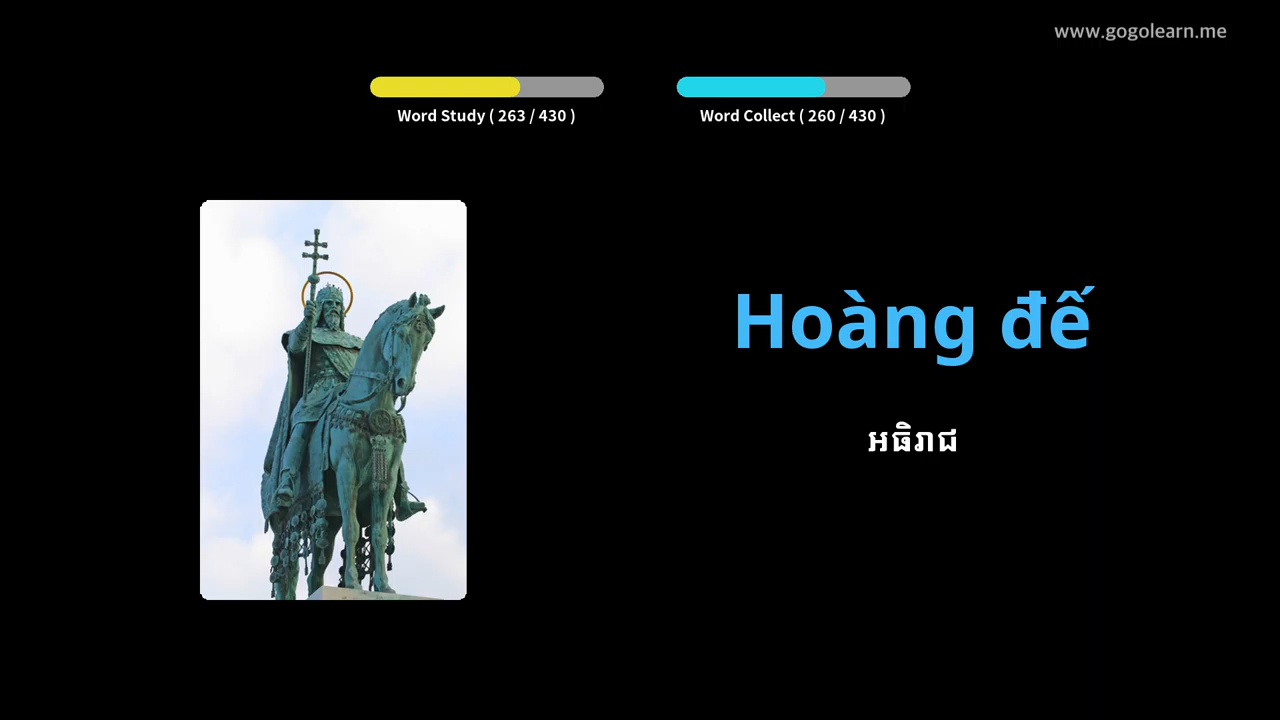 www.gogolearn.me
Word Study ( 263 / 430 )
Word Collect ( 260 / 430 )
Hoàng đế
អធិរាជ